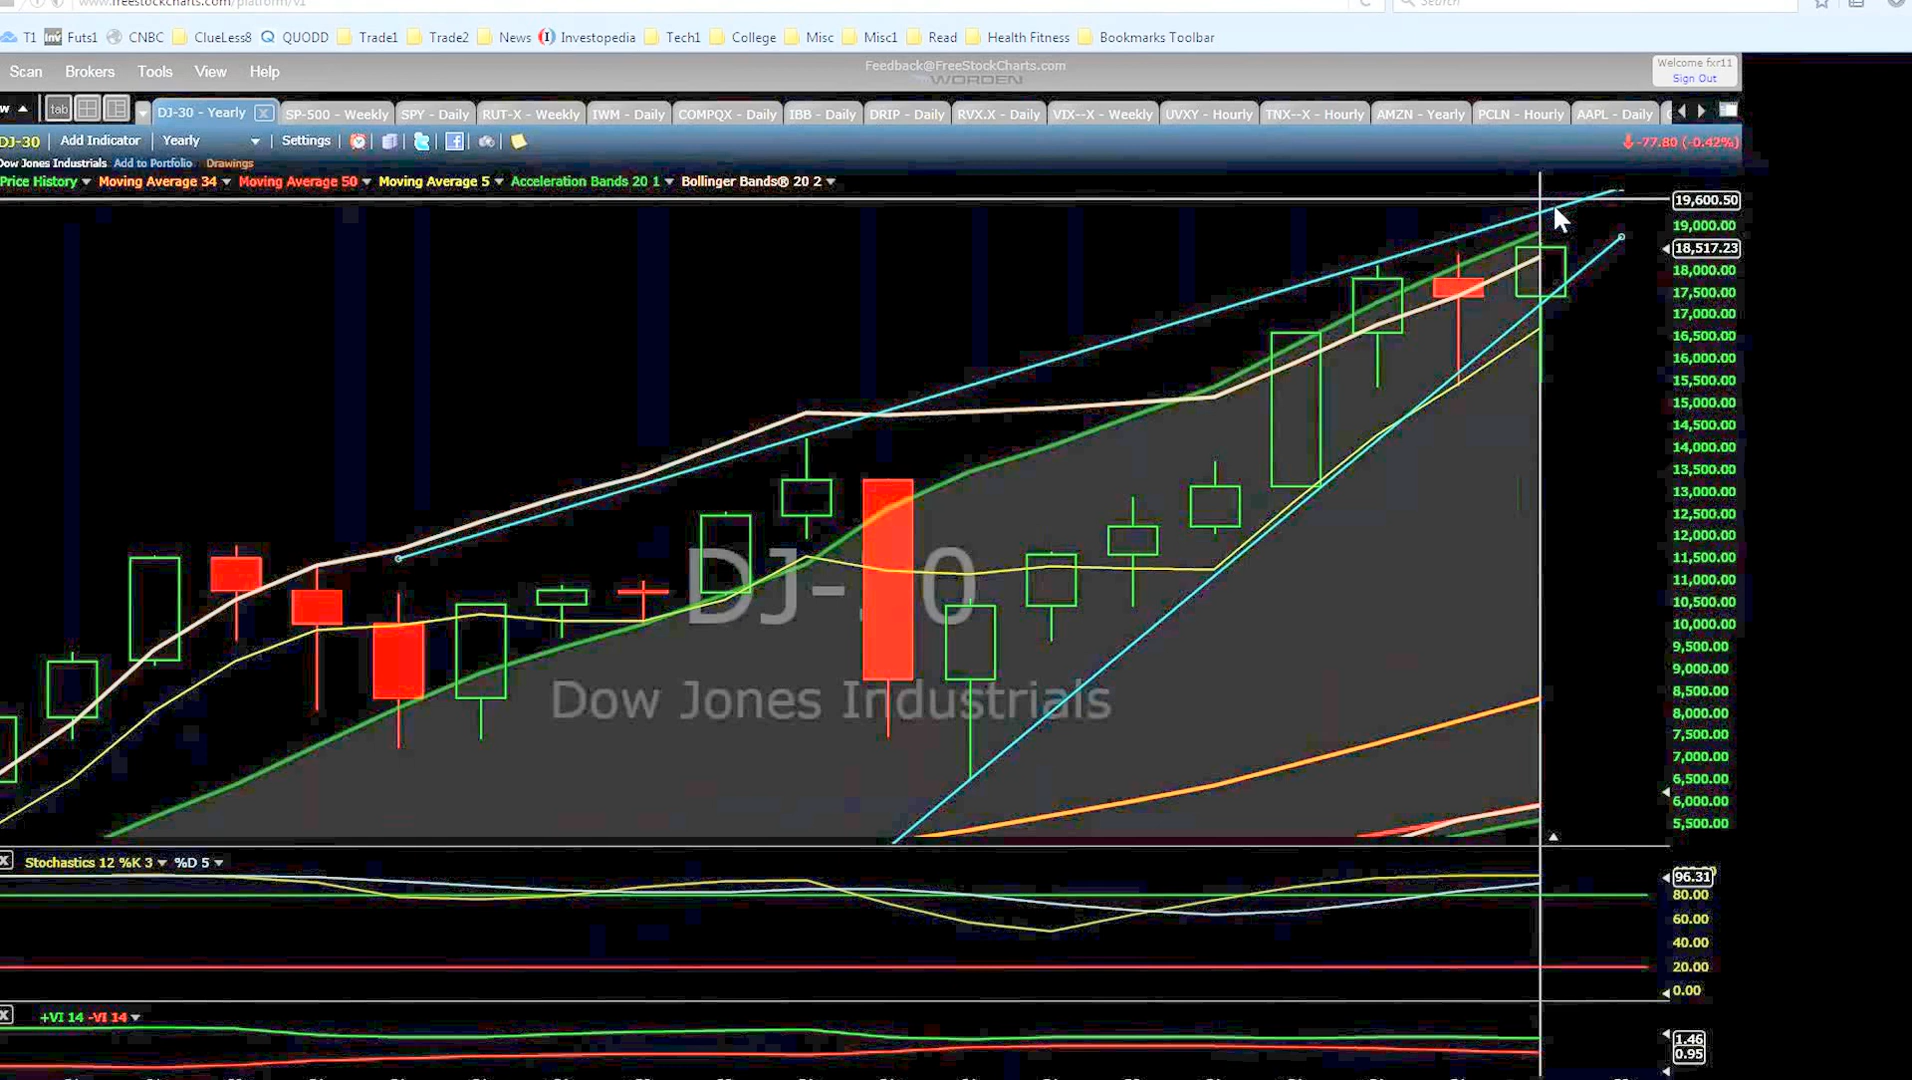 www.freestockcharts.com/platform/v1
Search
T1 Inv Futs1 CNBC ClueLess8 QUODD Trade1 Trade2 News Investopedia Tech1 College Misc Misc1 Read Health Fitness Bookmarks Toolbar
Scan Brokers Tools View Help
Feedback@FreeStockCharts.com
WORDEN
Welcome fxr11
Sign Out
w tab DJ-30 - Yearly SP-500 - Weekly SPY - Daily RUT-X - Weekly IWM - Daily COMPQX - Daily IBB - Daily DRIP - Daily RVX.X - Daily VIX--X - Weekly UVXY - Hourly TNX--X - Hourly AMZN - Yearly PCLN - Hourly AAPL - Daily
DJ-30 Add Indicator Yearly Settings
-77.80 (-0.42%)
Dow Jones Industrials Add to Portfolio Drawings
Price History Moving Average 34 Moving Average 50 Moving Average 5 Acceleration Bands 20 1 Bollinger Bands® 20 2
19,600.50
19,000.00
18,517.23
18,000.00
17,500.00
17,000.00
16,500.00
16,000.00
15,500.00
15,000.00
14,500.00
14,000.00
13,500.00
13,000.00
12,500.00
12,000.00
11,500.00
11,000.00
10,500.00
10,000.00
9,500.00
9,000.00
8,500.00
8,000.00
7,500.00
7,000.00
6,500.00
6,000.00
5,500.00
Dow Jones Industrials
Stochastics 12 %K 3 %D 5
96.31
80.00
60.00
40.00
20.00
0.00
+VI 14 -VI 14
1.46
0.95